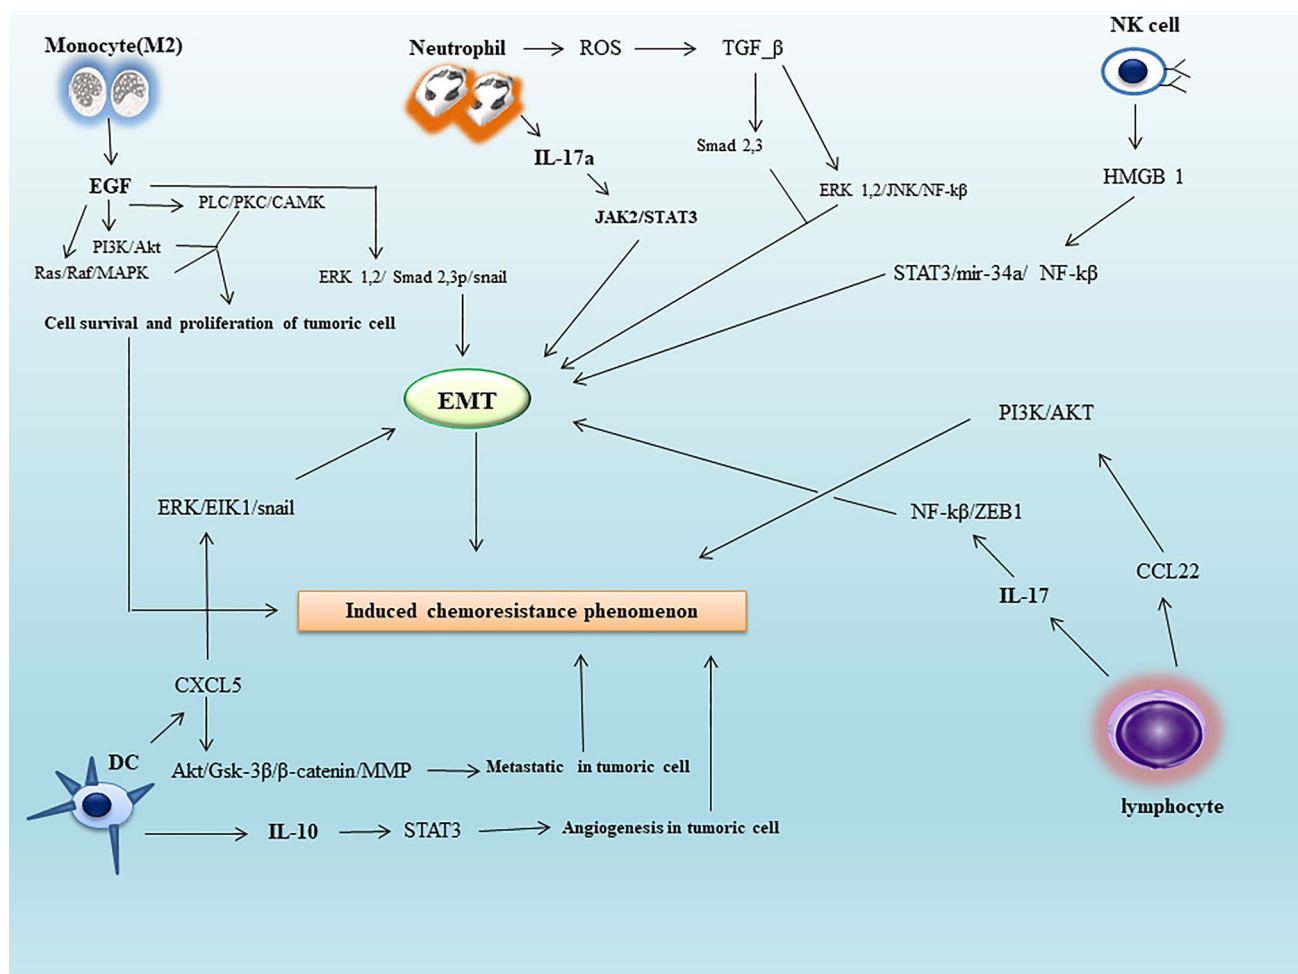 NK cell
Monocyte(M2)
Neutrophil
ROS
TGF_β
Smad 2,3
IL-17a
HMGB 1
EGF
ERK 1,2/JNK/NF-kβ
PLC/PKC/CAMK
JAK2/STAT3
PI3K/Akt
Ras/Raf/MAPK
ERK 1,2/ Smad 2,3p/snail
STAT3/mir-34a/ NF-kβ
Cell survival and proliferation of tumoric cell
EMT
PI3K/AKT
ERK/EIK1/snail
NF-kβ/ZEB1
CCL22
IL-17
Induced chemoresistance phenomenon
CXCL5
DC
Akt/Gsk-3β/β-catenin/MMP
Metastatic in tumoric cell
lymphocyte
IL-10
STAT3
Angiogenesis in tumoric cell